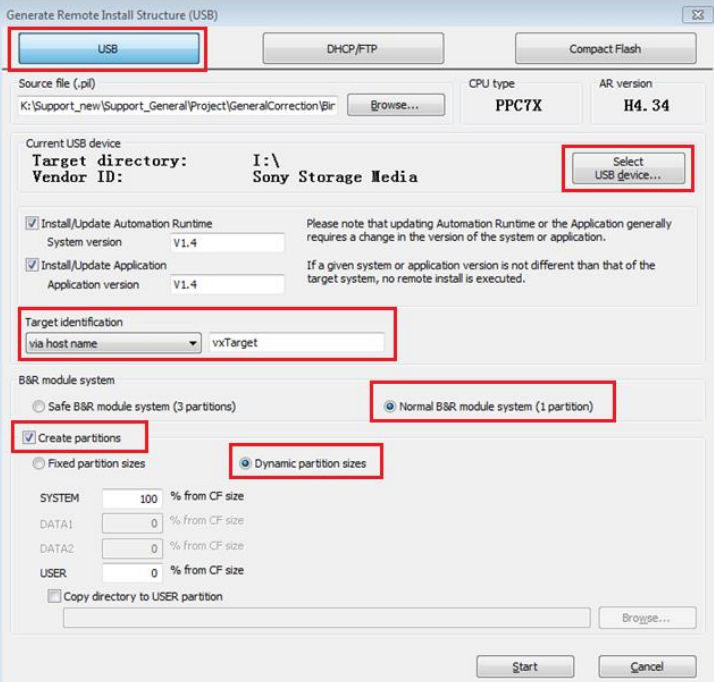 Generate Remote Install Structure (USB)
USB DHCP/FTP Compact Flash
Source file (.pil) CPU type AR version
K:\Support_new\Support_General\Project\GeneralCorrection\Bir Browse... PPC7X H4.34
Current USB device
Target directory: I:\
Vendor ID: Sony Storage Media
Select
USB device...
Install/Update Automation Runtime
System version V1.4
Please note that updating Automation Runtime or the Application generally
requires a change in the version of the system or application.
Install/Update Application
Application version V1.4
If a given system or application version is not different than that of the
target system, no remote install is executed.
Target identification
via host name vxTarget
B&R module system
Safe B&R module system (3 partitions) Normal B&R module system (1 partition)
Create partitions
Fixed partition sizes Dynamic partition sizes
SYSTEM 100 % from CF size
DATA1 0 % from CF size
DATA2 0 % from CF size
USER 0 % from CF size
Copy directory to USER partition
Browse...
Start Cancel